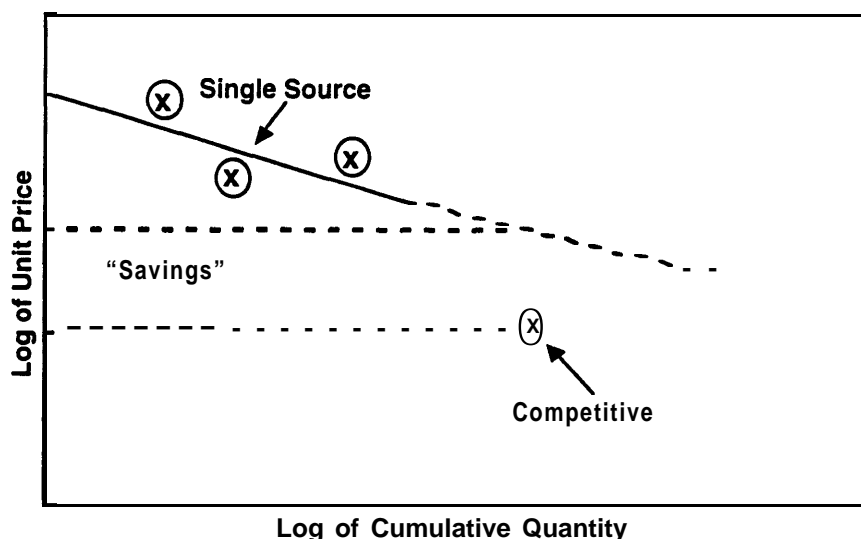 Single Source
X
X
X
"Savings"
X
Competitive
Log of Unit Price
Log of Cumulative Quantity